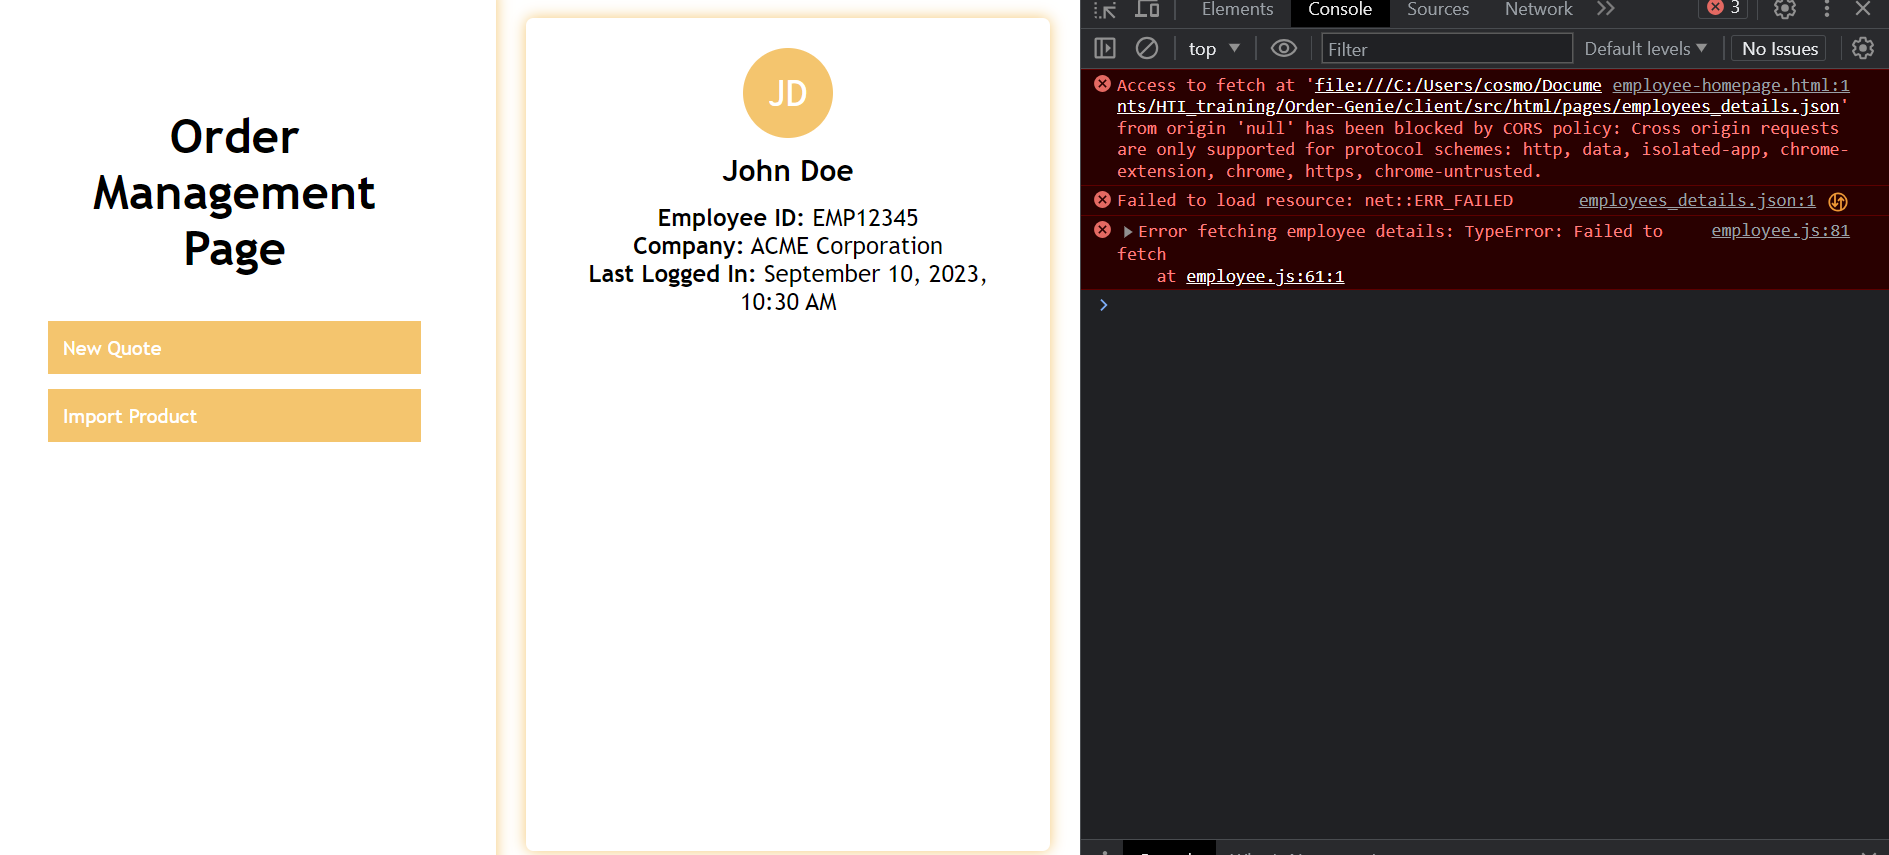 Order
Management
Page
New Quote
Import Product
JD
John Doe
Employee ID: EMP12345
Company: ACME Corporation
Last Logged In: September 10, 2023,
10:30 AM
Elements Console Sources Network 3
top Filter Default levels No Issues
Access to fetch at 'file:///C:/Users/cosmo/Docume employee-homepage.html:1
nts/HTI_training/Order-Genie/client/src/html/pages/employees_details.json'
from origin 'null' has been blocked by CORS policy: Cross origin requests
are only supported for protocol schemes: http, data, isolated-app, chrome-
extension, chrome, https, chrome-untrusted.
Failed to load resource: net::ERR_FAILED employees_details.json:1
Error fetching employee details: TypeError: Failed to employee.js:81
fetch
at employee.js:61:1